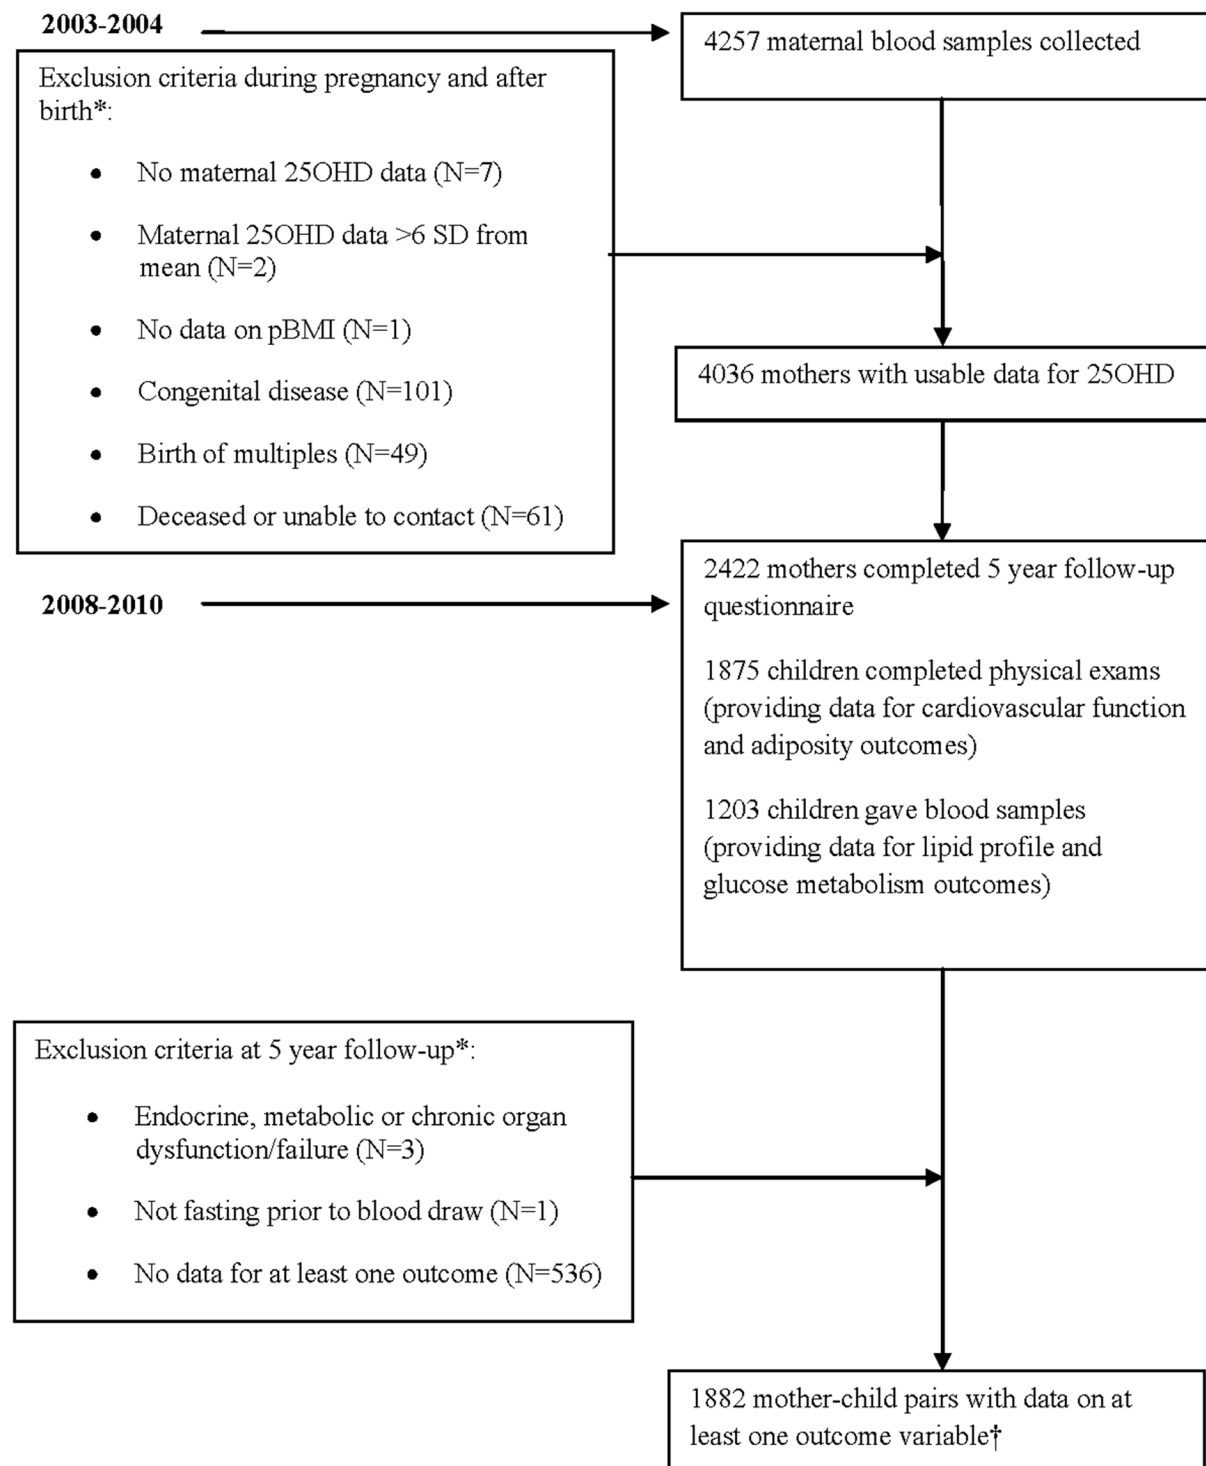 2003-2004
4257 maternal blood samples collected
Exclusion criteria during pregnancy and after
birth*:
• No maternal 25OHD data (N=7)
• Maternal 25OHD data >6 SD from
mean (N=2)
• No data on pBMI (N=1)
• Congenital disease (N=101)
• Birth of multiples (N=49)
• Deceased or unable to contact (N=61)
4036 mothers with usable data for 25OHD
2008-2010
2422 mothers completed 5 year follow-up
questionnaire
1875 children completed physical exams
(providing data for cardiovascular function
and adiposity outcomes)
1203 children gave blood samples
(providing data for lipid profile and
glucose metabolism outcomes)
Exclusion criteria at 5 year follow-up*:
• Endocrine, metabolic or chronic organ
dysfunction/failure (N=3)
• Not fasting prior to blood draw (N=1)
• No data for at least one outcome (N=536)
1882 mother-child pairs with data on at
least one outcome variable†